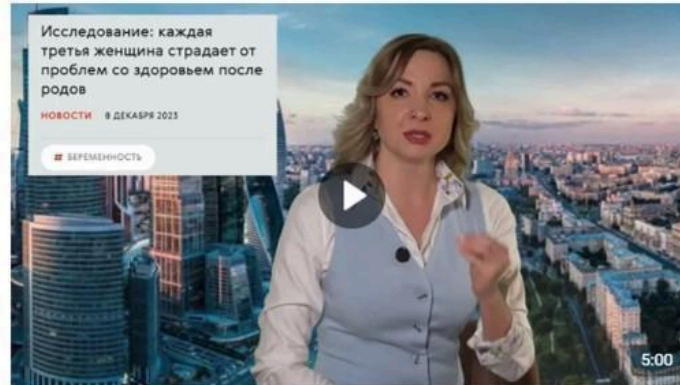 Исследование: каждая
третья женщина страдает от
проблем со здоровьем после
родов
НОВОСТИ 8 ДЕКАБРЯ 2023
# БЕРЕМЕННОСТЬ
5:00